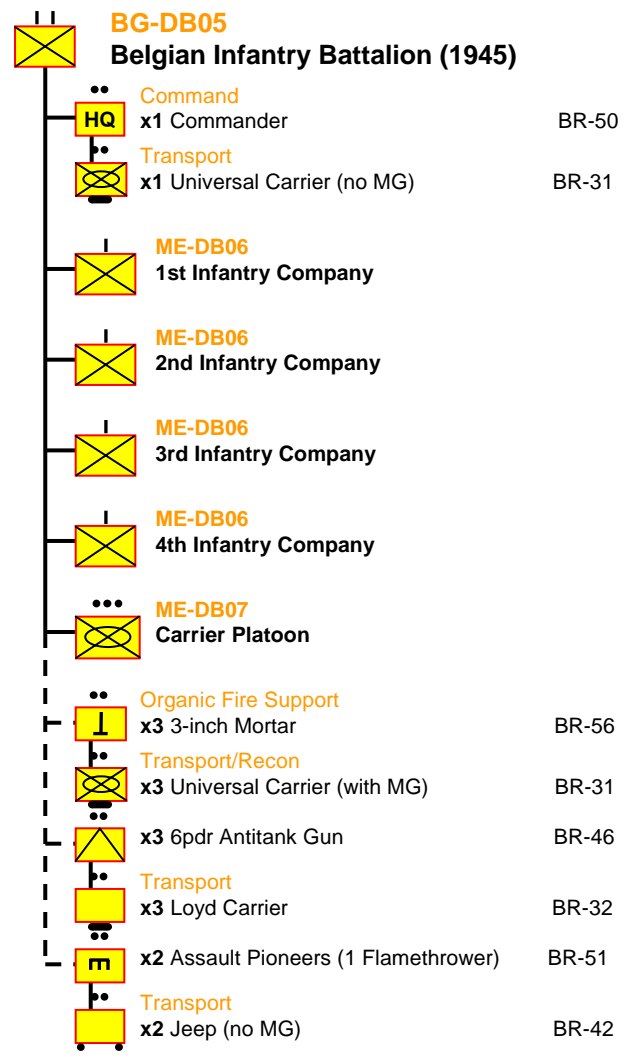 BG-DB05
Belgian Infantry Battalion (1945)
Command
HQ x1 Commander BR-50
Transport
x1 Universal Carrier (no MG) BR-31
ME-DB06
1st Infantry Company
ME-DB06
2nd Infantry Company
ME-DB06
3rd Infantry Company
ME-DB06
4th Infantry Company
ME-DB07
Carrier Platoon
Organic Fire Support
x3 3-inch Mortar BR-56
Transport/Recon
x3 Universal Carrier (with MG) BR-31
x3 6pdr Antitank Gun BR-46
Transport
x3 Loyd Carrier BR-32
x2 Assault Pioneers (1 Flamethrower) BR-51
Transport
x2 Jeep (no MG) BR-42